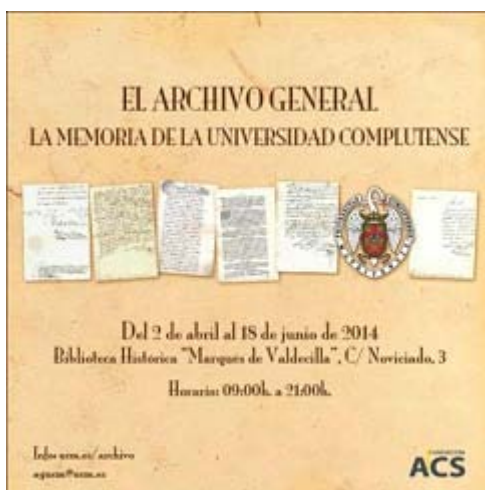 EL ARCHIVO GENERAL
LA MEMORIA DE LA UNIVERSIDAD COMPLUTENSE
Del 2 de abril al 18 de junio de 2014
Biblioteca Histórica "Marqués de Valdecilla", C/ Noviciado, 3
Horario: 09:00h. a 21:00h.
Info: ucm.es/archivo
FUNDACIÓN
ACS